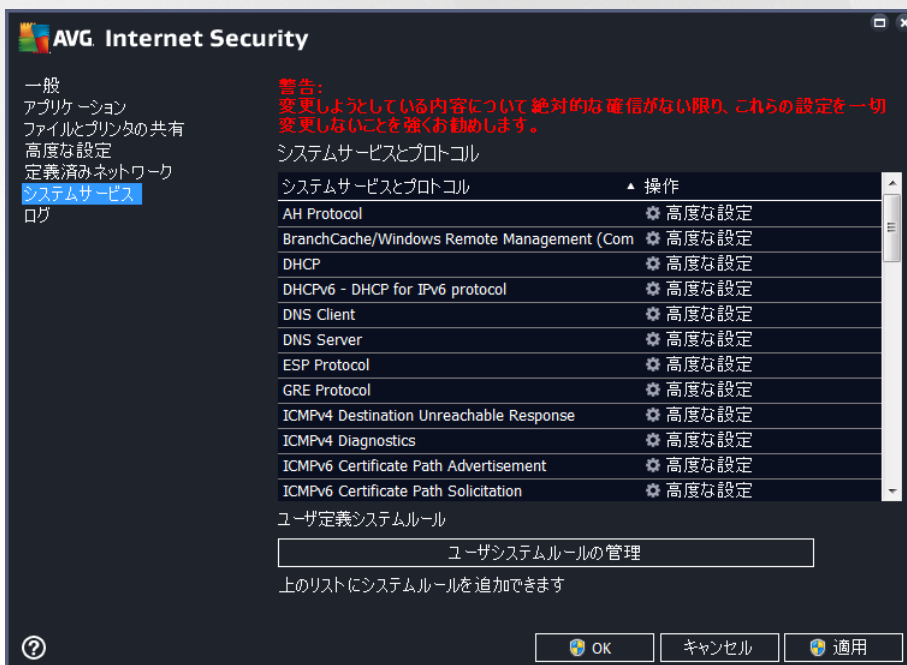 AVG. Internet Security
一般
アプリケーション
ファイルとプリンタの共有
高度な設定
定義済みネットワーク
システムサービス
ログ
警告:
変更しようとしている内容について絶対的な確信がない限り、これらの設定を一切
変更しないことを強くお勧めします。
システムサービスとプロトコル
システムサービスとプロトコル 操作
AH Protocol 高度な設定
BranchCache/Windows Remote Management (Com 高度な設定
DHCP 高度な設定
DHCPv6 - DHCP for IPv6 protocol 高度な設定
DNS Client 高度な設定
DNS Server 高度な設定
ESP Protocol 高度な設定
GRE Protocol 高度な設定
ICMPv4 Destination Unreachable Response 高度な設定
ICMPv4 Diagnostics 高度な設定
ICMPv6 Certificate Path Advertisement 高度な設定
ICMPv6 Certificate Path Solicitation 高度な設定
ユーザ定義システムルール
ユーザシステムルールの管理
上のリストにシステムルールを追加できます
OK キャンセル 適用